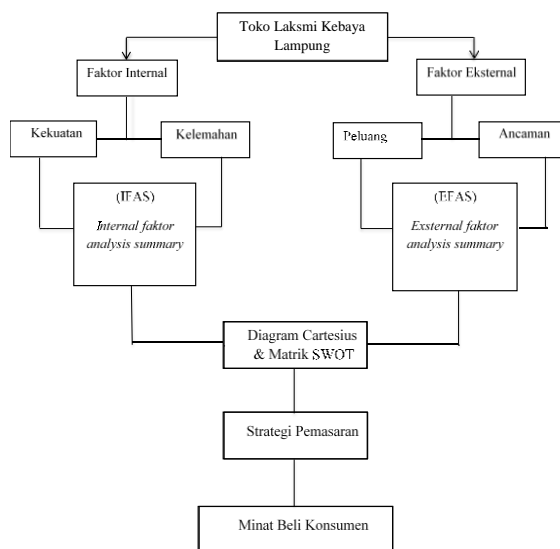 Toko Laksmi Kebaya
Lampung
Faktor Internal
Faktor Eksternal
Kekuatan
Kelemahan
Peluang
Ancaman
(IFAS)
Internal faktor
analysis summary
(EFAS)
Exsternal faktor
analysis summary
Diagram Cartesius
& Matrik SWOT
Strategi Pemasaran
Minat Beli Konsumen